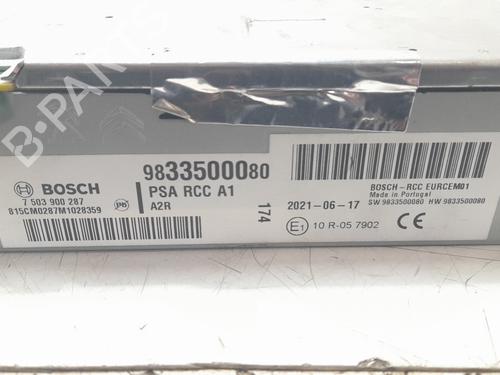 B-PARTS
BOSCH
7 503 900 287
815CM0287M1028359
PB
9833500080
PSA RCC A1
A2R
174
BOSCH-RCC EURCEM01
Made in Portugal
SW 9833500080 HW 9833500080
2021-06-17
E1 10 R-05 7902
CE